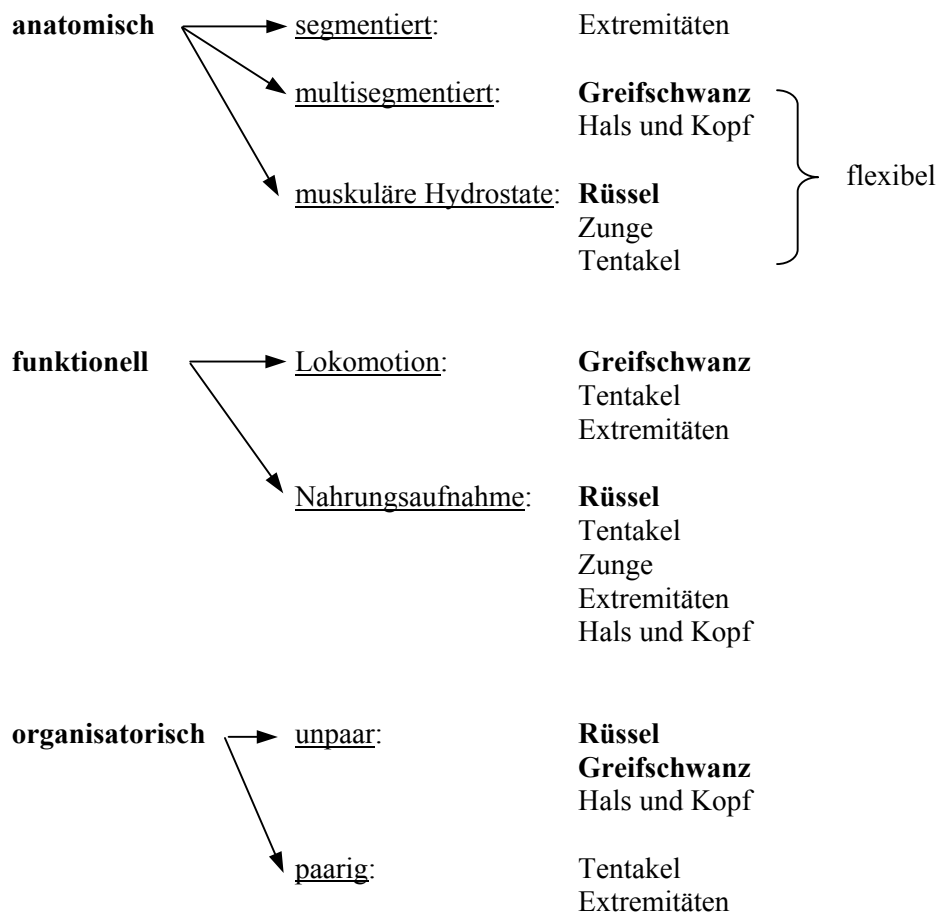 anatomisch segmentiert: Extremitäten
multisegmentiert: Greifschwanz
Hals und Kopf
flexibel
muskuläre Hydrostate: Rüssel
Zunge
Tentakel
funktionell Lokomotion: Greifschwanz
Tentakel
Extremitäten
Nahrungsaufnahme: Rüssel
Tentakel
Zunge
Extremitäten
Hals und Kopf
organisatorisch unpaar: Rüssel
Greifschwanz
Hals und Kopf
paarig: Tentakel
Extremitäten